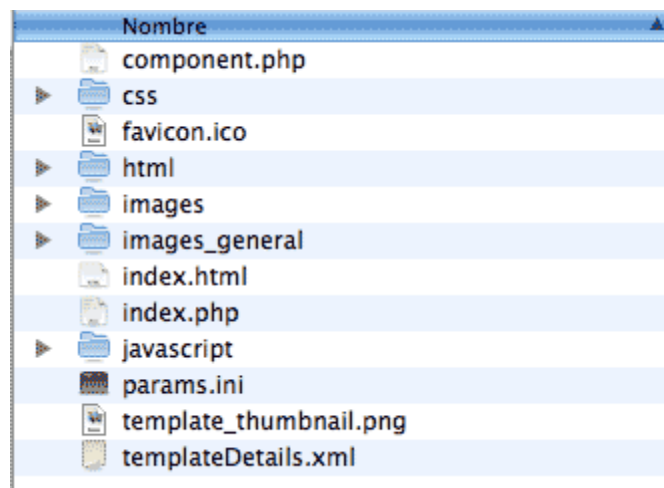 Nombre
component.php
css
favicon.ico
html
images
images_general
index.html
index.php
javascript
params.ini
template_thumbnail.png
templateDetails.xml